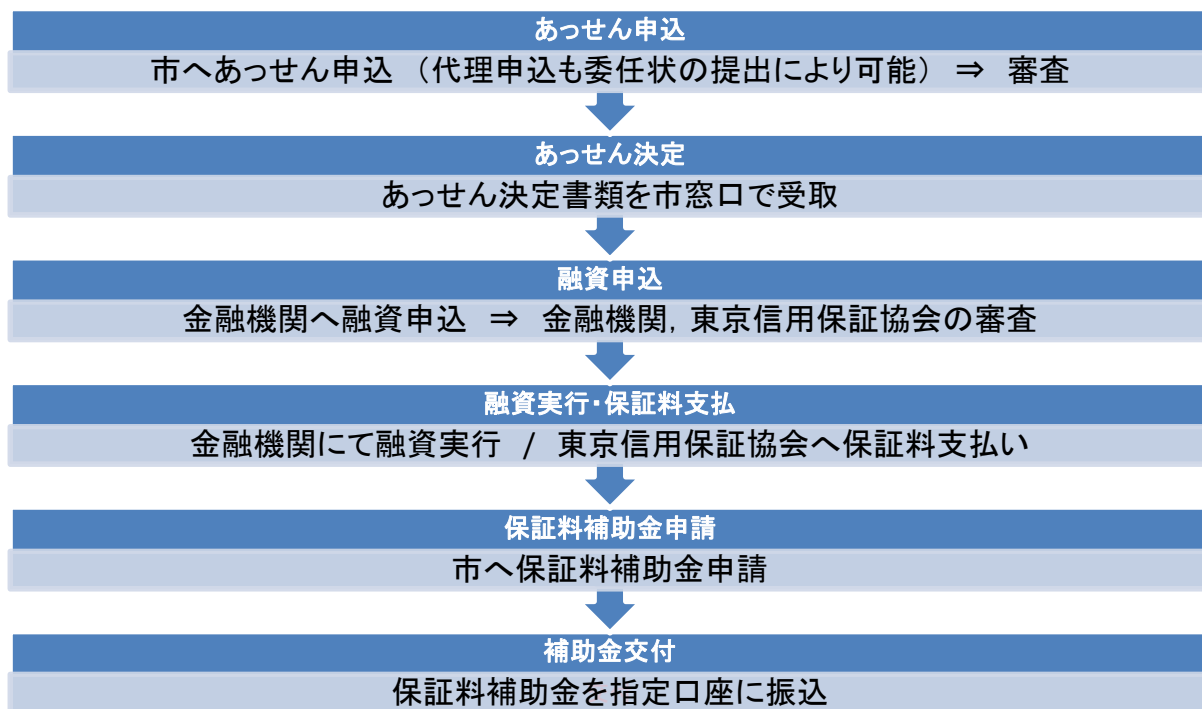 あっせん申込
市へあっせん申込 （代理申込も委任状の提出により可能） ⇒ 審査
あっせん決定
あっせん決定書類を市窓口で受取
融資申込
金融機関へ融資申込 ⇒ 金融機関，東京信用保証協会の審査
融資実行・保証料支払
金融機関にて融資実行 / 東京信用保証協会へ保証料支払い
保証料補助金申請
市へ保証料補助金申請
補助金交付
保証料補助金を指定口座に振込